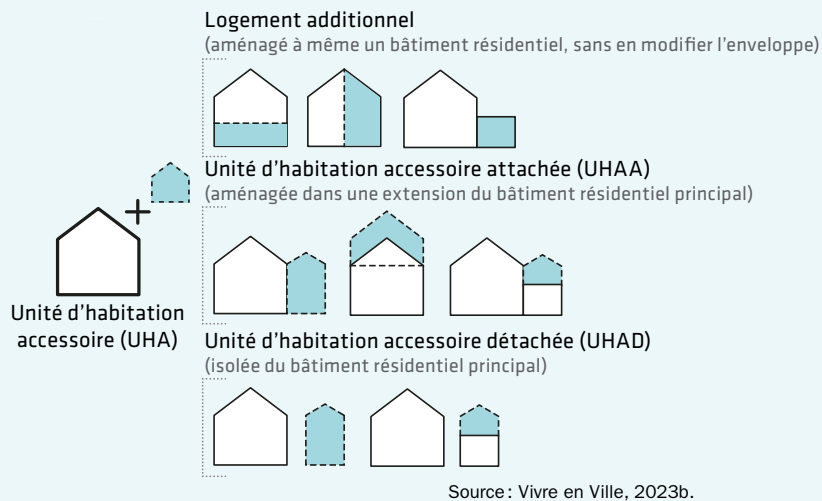 Logement additionnel
(aménagé à même un bâtiment résidentiel, sans en modifier l'enveloppe)
Unité d'habitation accessoire attachée (UHAA)
(aménagée dans une extension du bâtiment résidentiel principal)
Unité d'habitation
accessoire (UHA)
Unité d'habitation accessoire détachée (UHAD)
(isolée du bâtiment résidentiel principal)
Source : Vivre en Ville, 2023b.